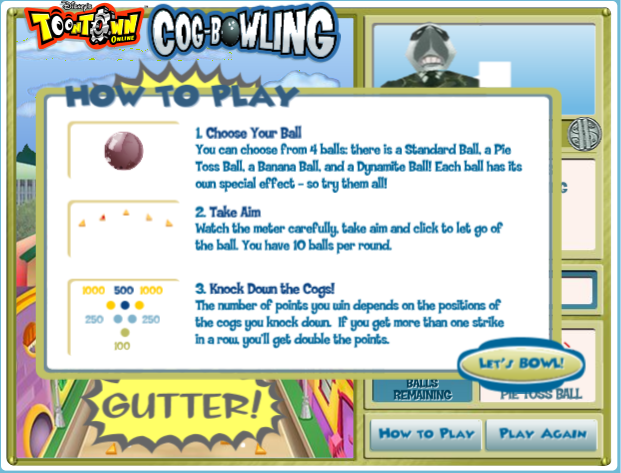 Disney's
TOONTOWN
ONLINE
COG-BOWLING
HOW TO PLAY
1. Choose Your Ball
You can choose from 4 balls: there is a Standard Ball, a Pie
Toss Ball, a Banana Ball, and a Dynamite Ball! Each ball has its
own special effect - so try them all!
2. Take Aim
Watch the meter carefully, take aim and click to let go of
the ball. You have 10 balls per round.
1000 500 1000
250 250
100
3. Knock Down the Cogs!
The number of points you win depends on the positions of
the cogs you knock down. If you get more than one strike
in a row, you'll get double the points.
LET'S BOWL!
GUTTER!
BALLS
REMAINING
PIE TOSS BALL
HOW TO PLAY
PLAY AGAIN